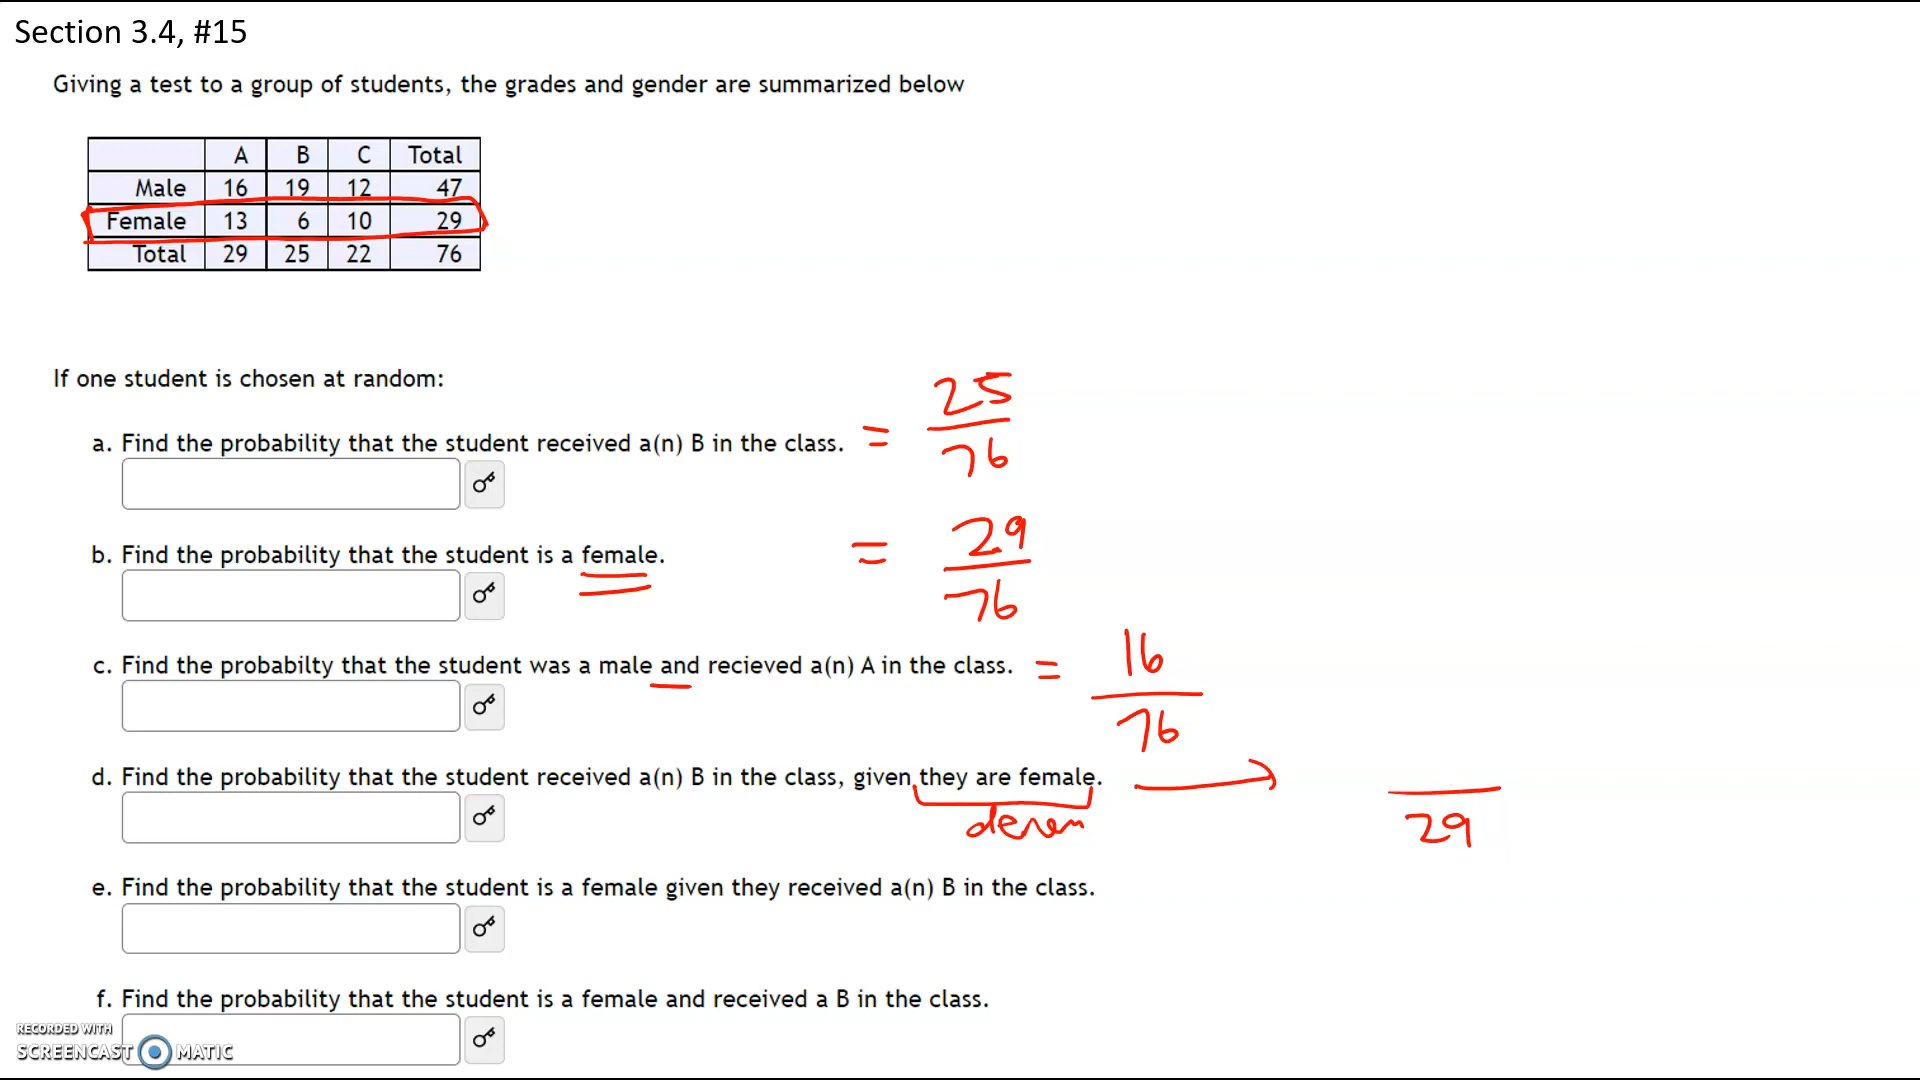 Section 3.4, #15
Giving a test to a group of students, the grades and gender are summarized below
A B C Total
Male 16 19 12 47
Female 13 6 10 29
Total 29 25 22 76
If one student is chosen at random:
a. Find the probability that the student received a(n) B in the class. = 25/76
b. Find the probability that the student is a female. = 29/76
c. Find the probabilty that the student was a male and recieved a(n) A in the class. = 16/76
d. Find the probability that the student received a(n) B in the class, given they are female. → /29
denom
e. Find the probability that the student is a female given they received a(n) B in the class.
f. Find the probability that the student is a female and received a B in the class.
RECORDED WITH
SCREENCAST MATIC